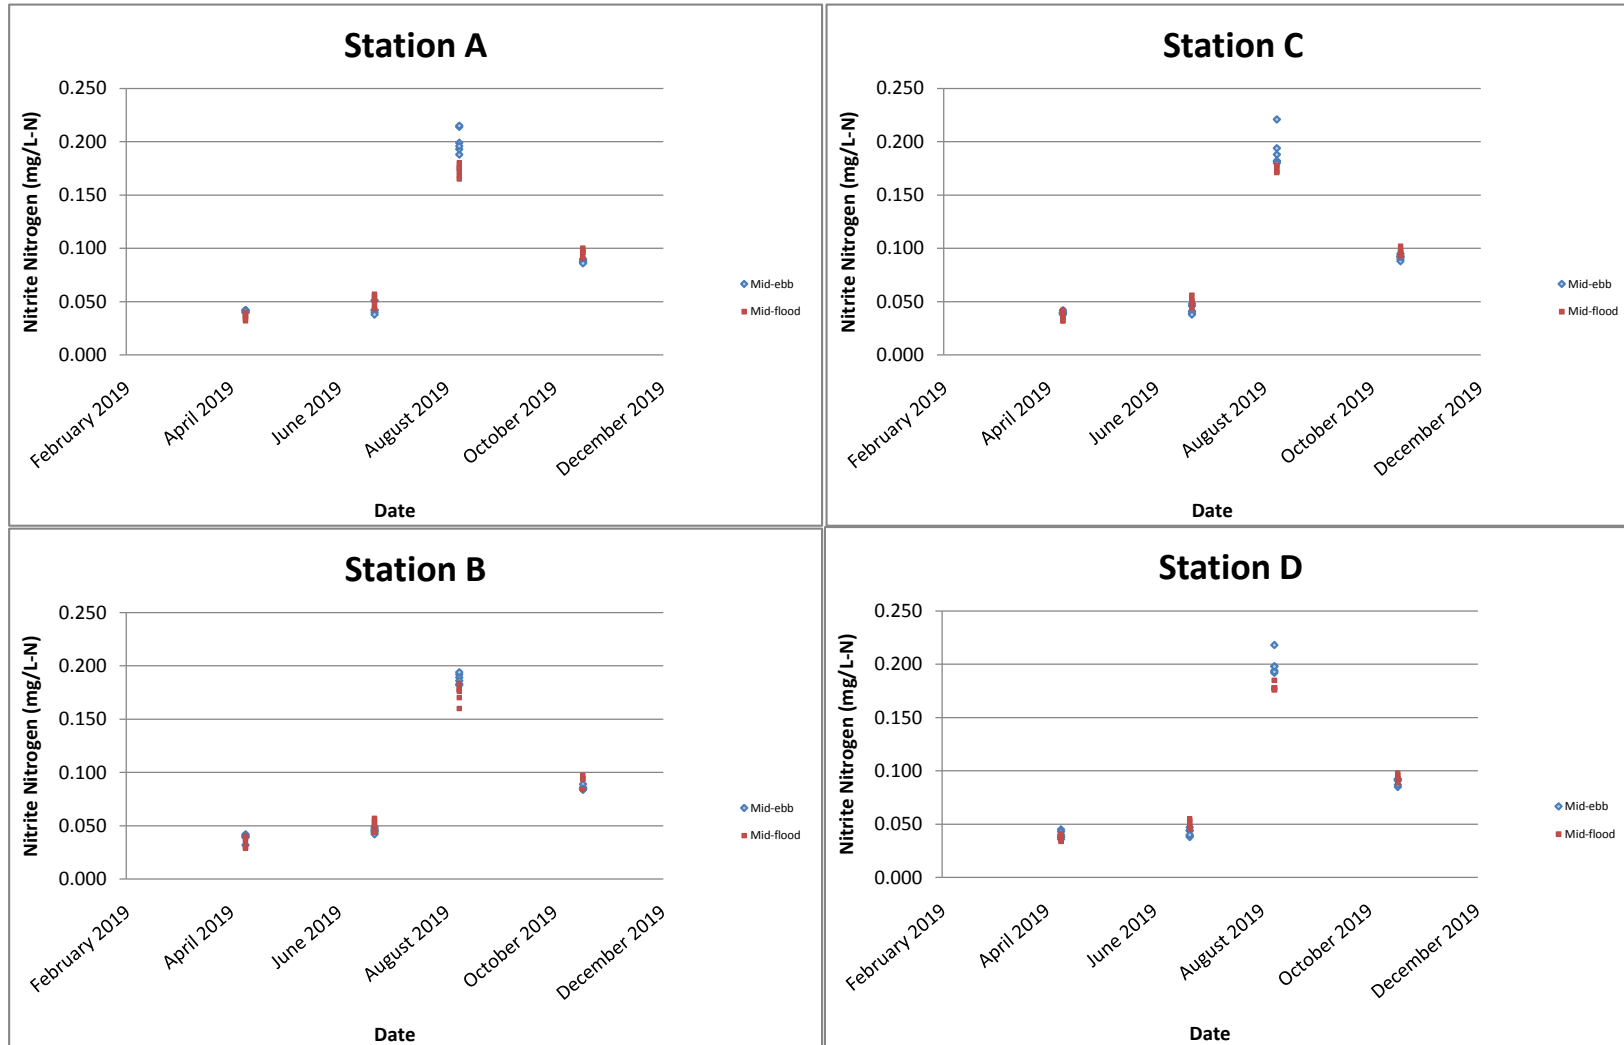 Station A
Nitrite Nitrogen (mg/L-N)
0.250
0.200
0.150
0.100
0.050
0.000
February 2019
April 2019
June 2019
August 2019
October 2019
December 2019
Date
Mid-ebb
Mid-flood
Station C
Nitrite Nitrogen (mg/L-N)
0.250
0.200
0.150
0.100
0.050
0.000
February 2019
April 2019
June 2019
August 2019
October 2019
December 2019
Date
Mid-ebb
Mid-flood
Station B
Nitrite Nitrogen (mg/L-N)
0.250
0.200
0.150
0.100
0.050
0.000
February 2019
April 2019
June 2019
August 2019
October 2019
December 2019
Date
Mid-ebb
Mid-flood
Station D
Nitrite Nitrogen (mg/L-N)
0.250
0.200
0.150
0.100
0.050
0.000
February 2019
April 2019
June 2019
August 2019
October 2019
December 2019
Date
Mid-ebb
Mid-flood